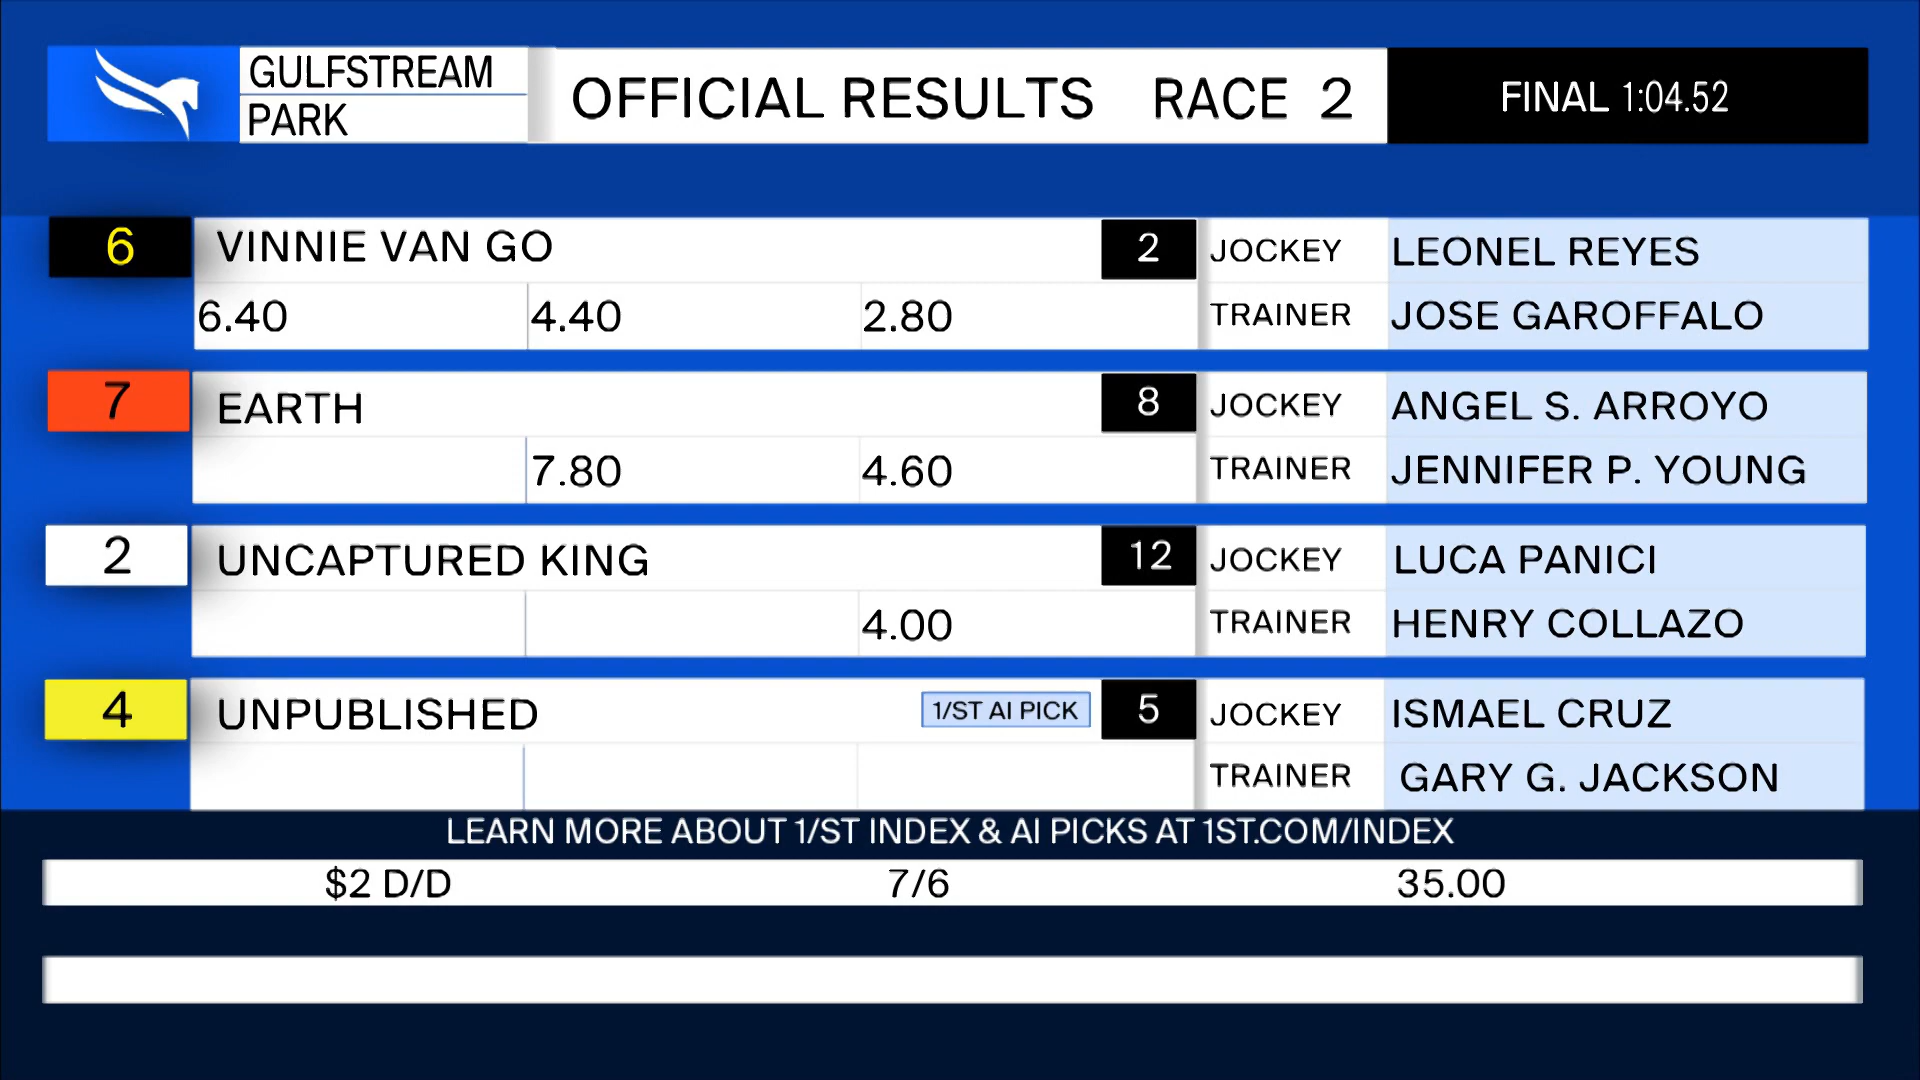 GULFSTREAM
PARK
OFFICIAL RESULTS RACE 2
FINAL 1:04.52
6 VINNIE VAN GO 2 JOCKEY LEONEL REYES
6.40 4.40 2.80 TRAINER JOSE GAROFFALO
7 EARTH 8 JOCKEY ANGEL S. ARROYO
7.80 4.60 TRAINER JENNIFER P. YOUNG
2 UNCAPTURED KING 12 JOCKEY LUCA PANICI
4.00 TRAINER HENRY COLLAZO
4 UNPUBLISHED 1/ST AI PICK 5 JOCKEY ISMAEL CRUZ
TRAINER GARY G. JACKSON
LEARN MORE ABOUT 1/ST INDEX & AI PICKS AT 1ST.COM/INDEX
$2 D/D 7/6 35.00